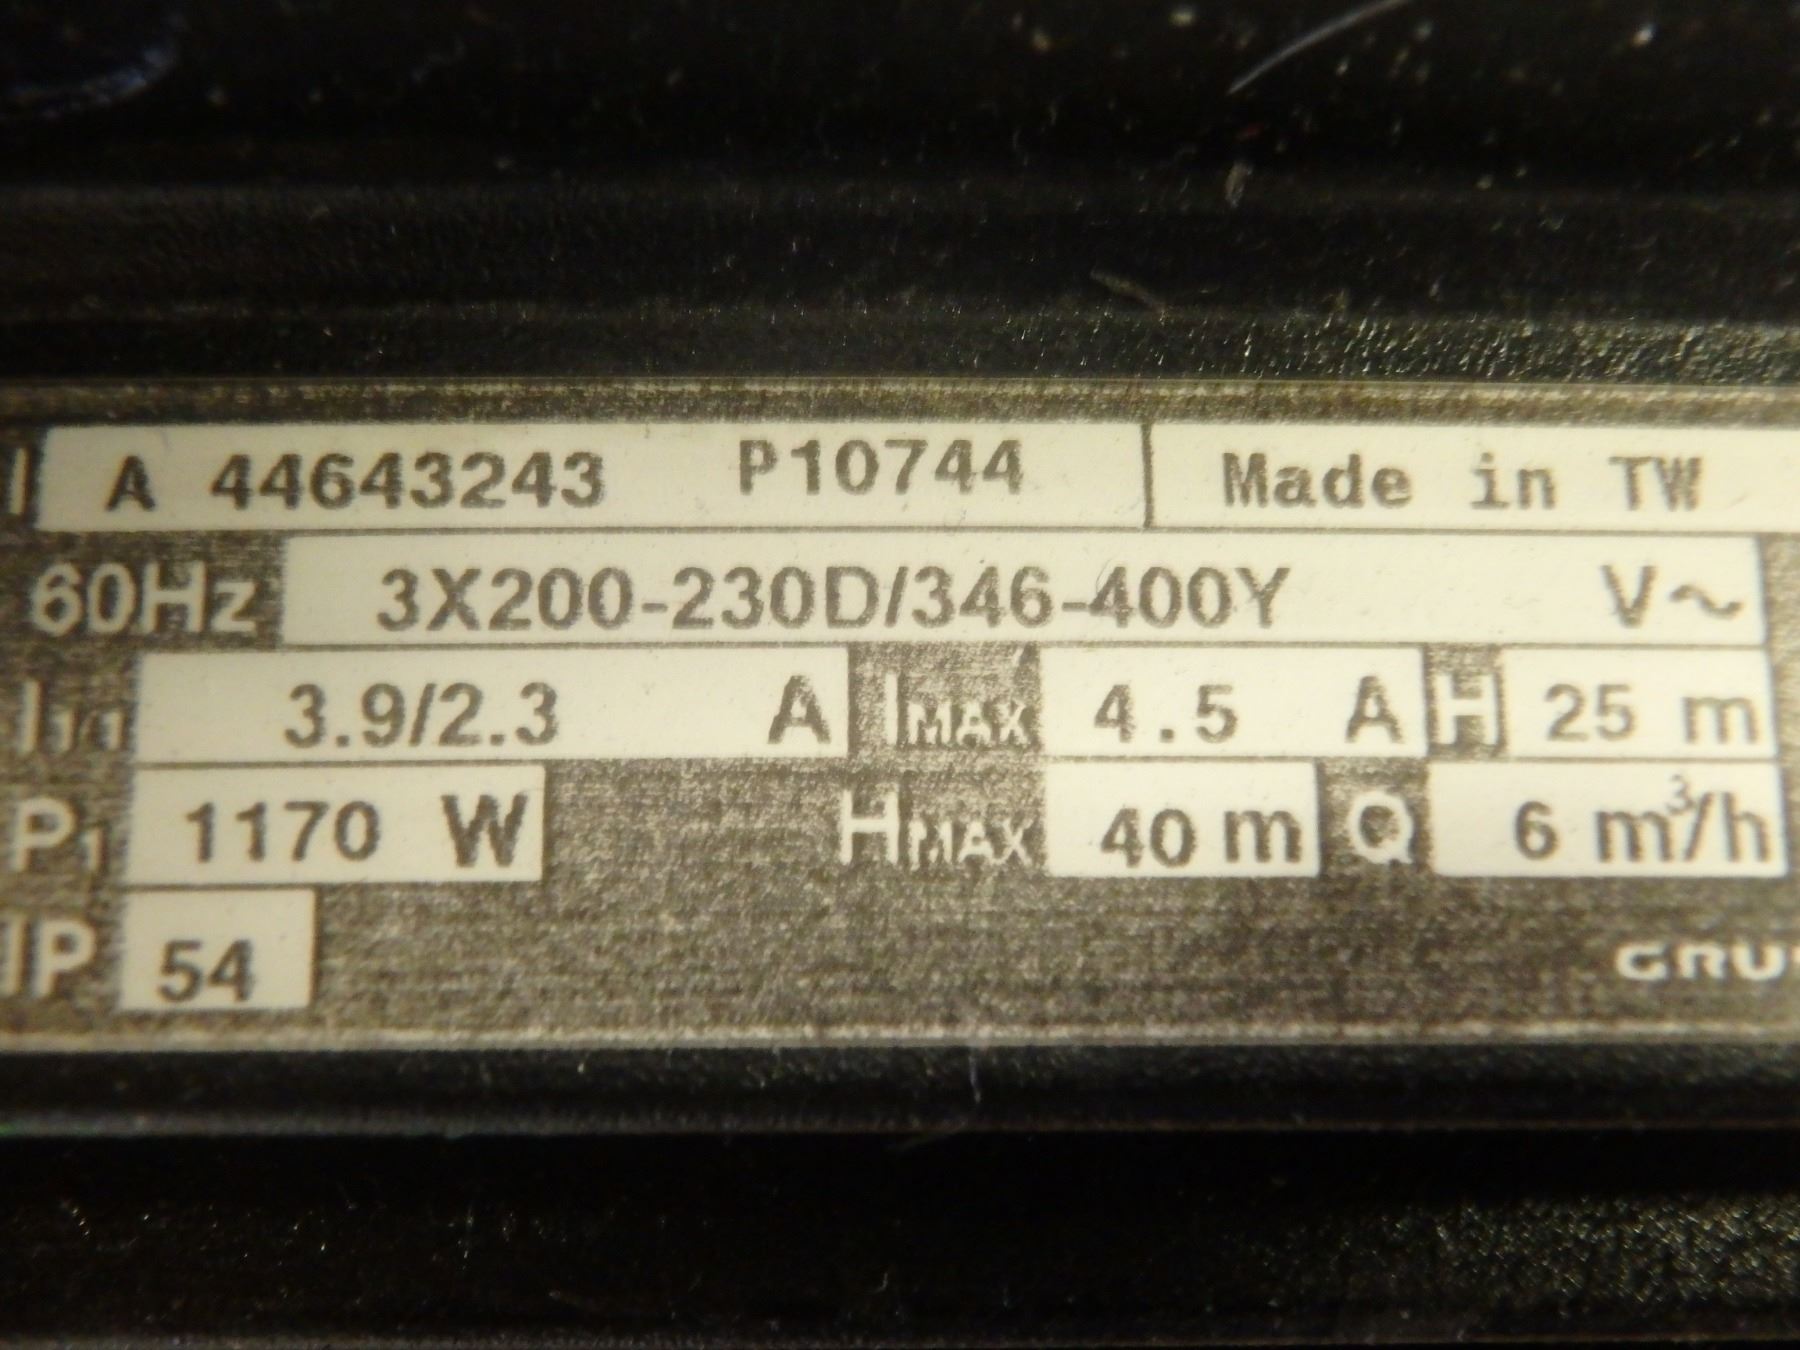 A 44643243 P10744 Made in TW
60Hz 3X200-230D/346-400Y V~
I1/1 3.9/2.3 A IMAX 4.5 A H 25 m
P1 1170 W HMAX 40 m Q 6 m³/h
IP 54
GRU